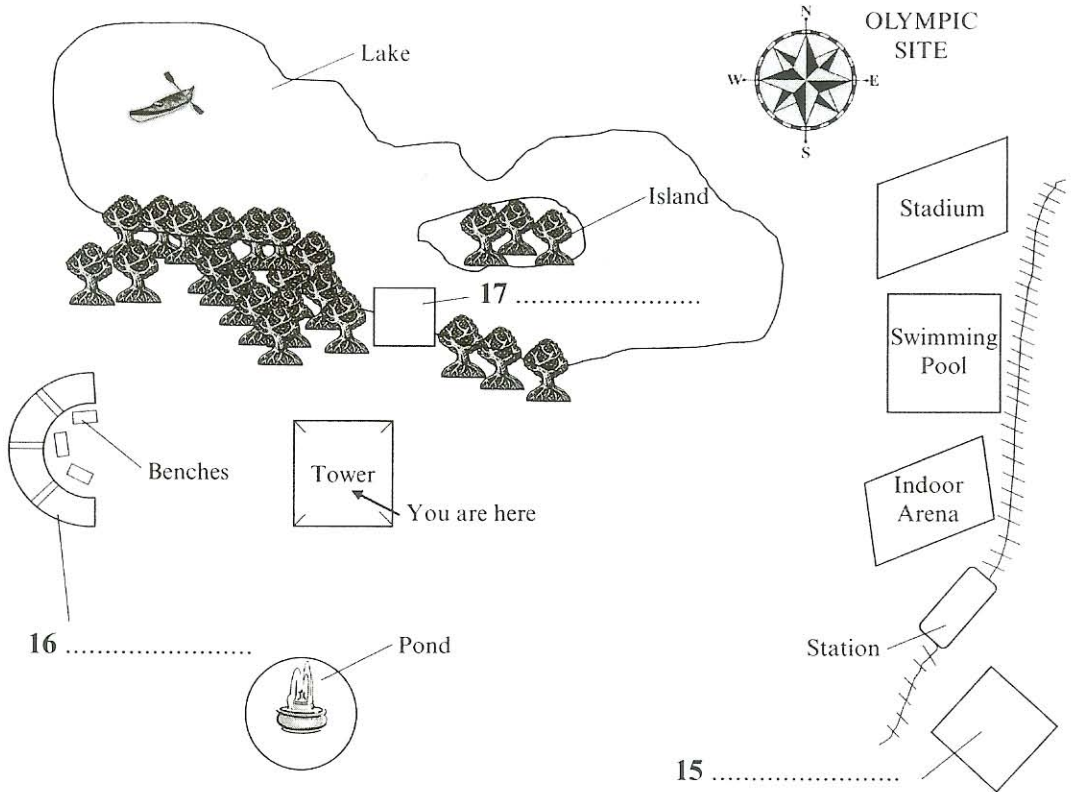 N
OLYMPIC
SITE
W
E
S
Lake
Island
Stadium
17 ........................
Swimming
Pool
Benches
Tower
You are here
Indoor
Arena
16 ........................
Pond
Station
15 ........................